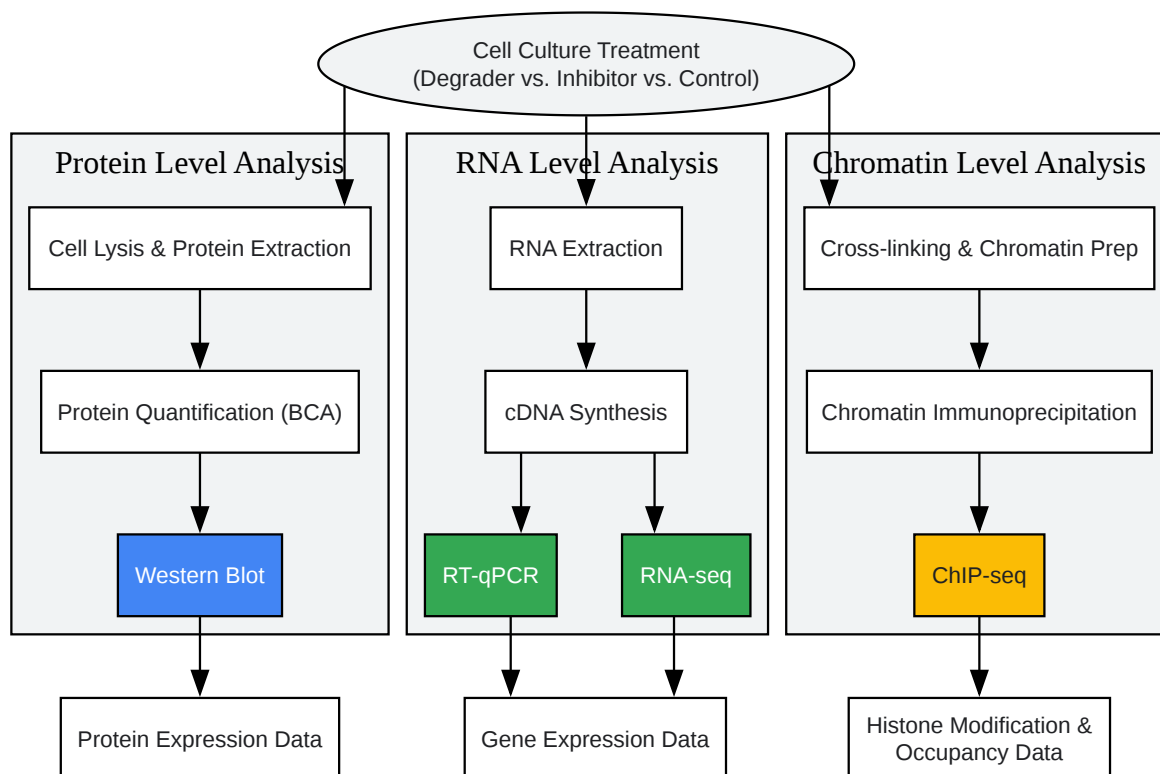 Cell Culture Treatment
(Degrader vs. Inhibitor vs. Control)
Protein Level Analysis
Cell Lysis & Protein Extraction
Protein Quantification (BCA)
Western Blot
Protein Expression Data
RNA Level Analysis
RNA Extraction
cDNA Synthesis
RT-qPCR
RNA-seq
Gene Expression Data
Chromatin Level Analysis
Cross-linking & Chromatin Prep
Chromatin Immunoprecipitation
ChIP-seq
Histone Modification &
Occupancy Data